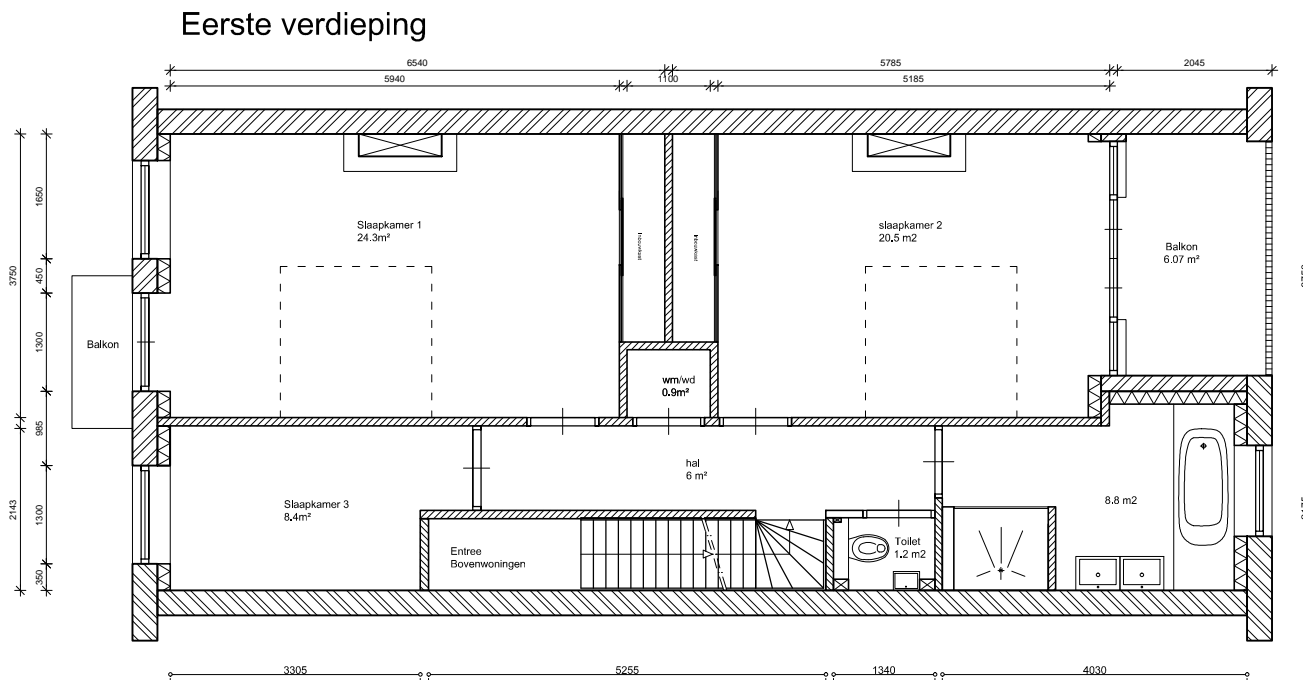 Eerste verdieping
6540
5785
2045
5940
1100
5185
1650
3750
450
1300
985
2143
1300
350
Slaapkamer 1
24.3m²
slaapkamer 2
20.5 m2
Balkon
6.07 m²
Balkon
wm/wd
0.9m²
hal
6 m²
Slaapkamer 3
8.4m²
8.8 m2
Entree
Bovenwoningen
Toilet
1.2 m2
3305
5255
1340
4030